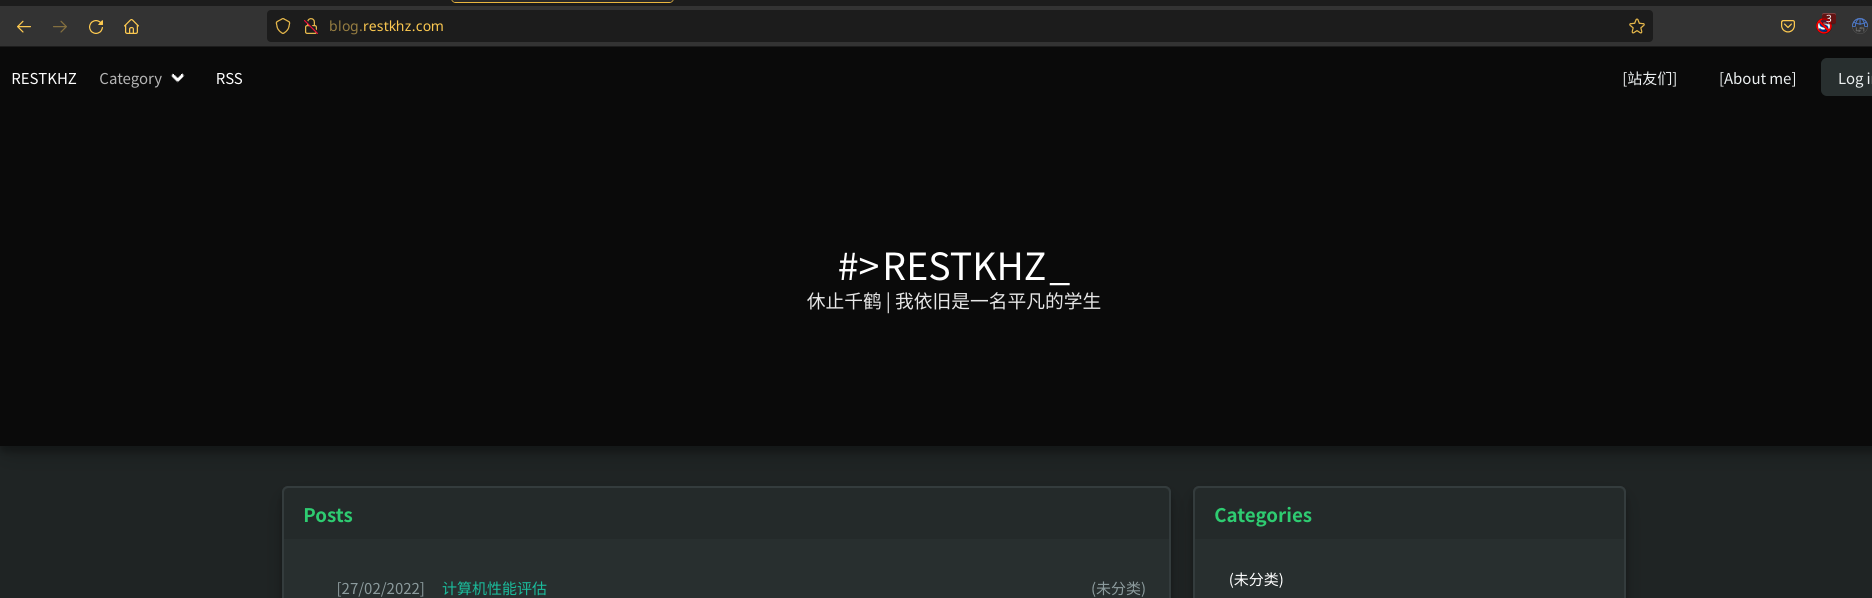 blog.restkhz.com
3
RESTKHZ Category RSS [站友们] [About me] Log i
#>RESTKHZ_
休止千鹤 | 我依旧是一名平凡的学生
Posts
Categories
[27/02/2022] 计算机性能评估 (未分类)
(未分类)